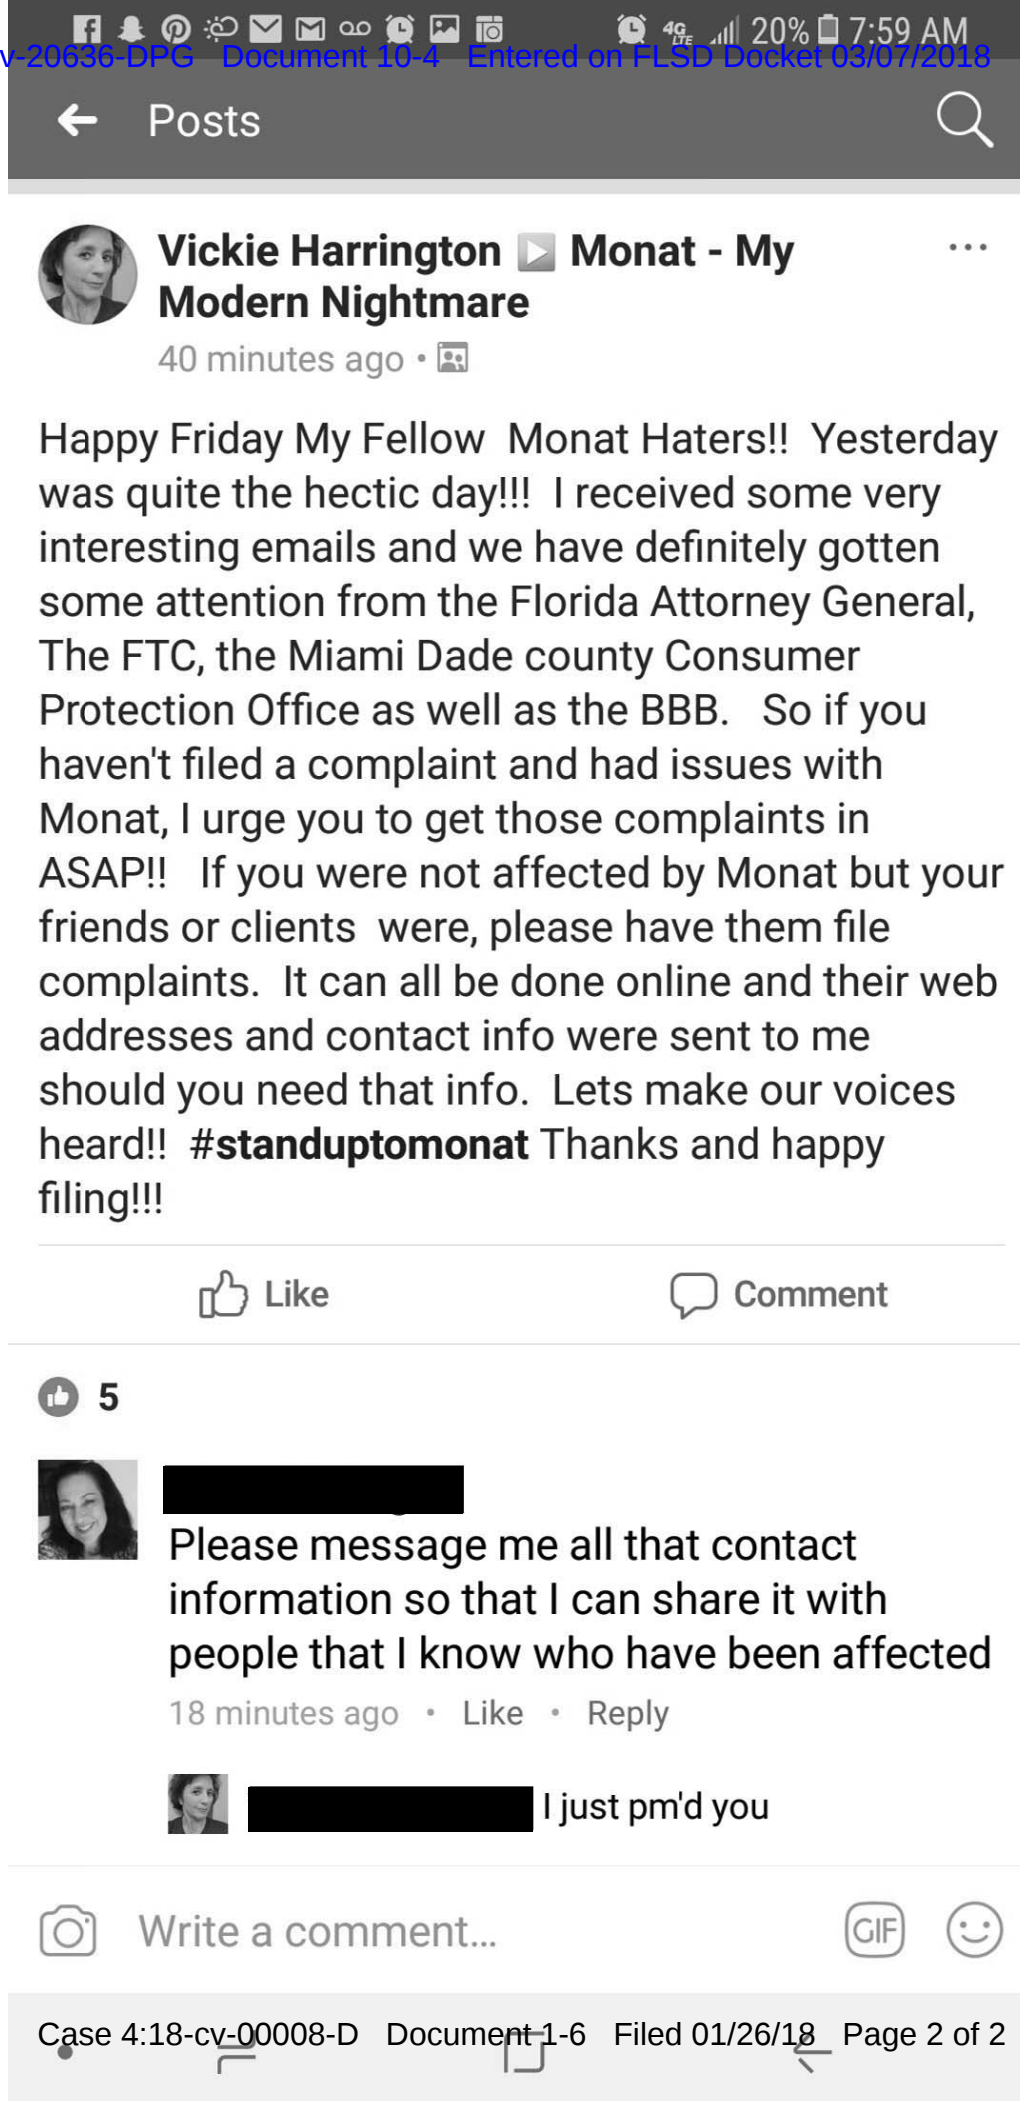 20% 7:59 AM
v-20636-DPG Document 10-4 Entered on FLSD Docket 03/07/2018
Posts
Vickie Harrington Monat - My
Modern Nightmare
40 minutes ago •
Happy Friday My Fellow Monat Haters!! Yesterday
was quite the hectic day!!! I received some very
interesting emails and we have definitely gotten
some attention from the Florida Attorney General,
The FTC, the Miami Dade county Consumer
Protection Office as well as the BBB. So if you
haven't filed a complaint and had issues with
Monat, I urge you to get those complaints in
ASAP!! If you were not affected by Monat but your
friends or clients were, please have them file
complaints. It can all be done online and their web
addresses and contact info were sent to me
should you need that info. Lets make our voices
heard!! #standuptomonat Thanks and happy
filing!!!
Like Comment
5
Please message me all that contact
information so that I can share it with
people that I know who have been affected
18 minutes ago • Like • Reply
I just pm'd you
Write a comment... GIF
Case 4:18-cv-00008-D Document 1-6 Filed 01/26/18 Page 2 of 2